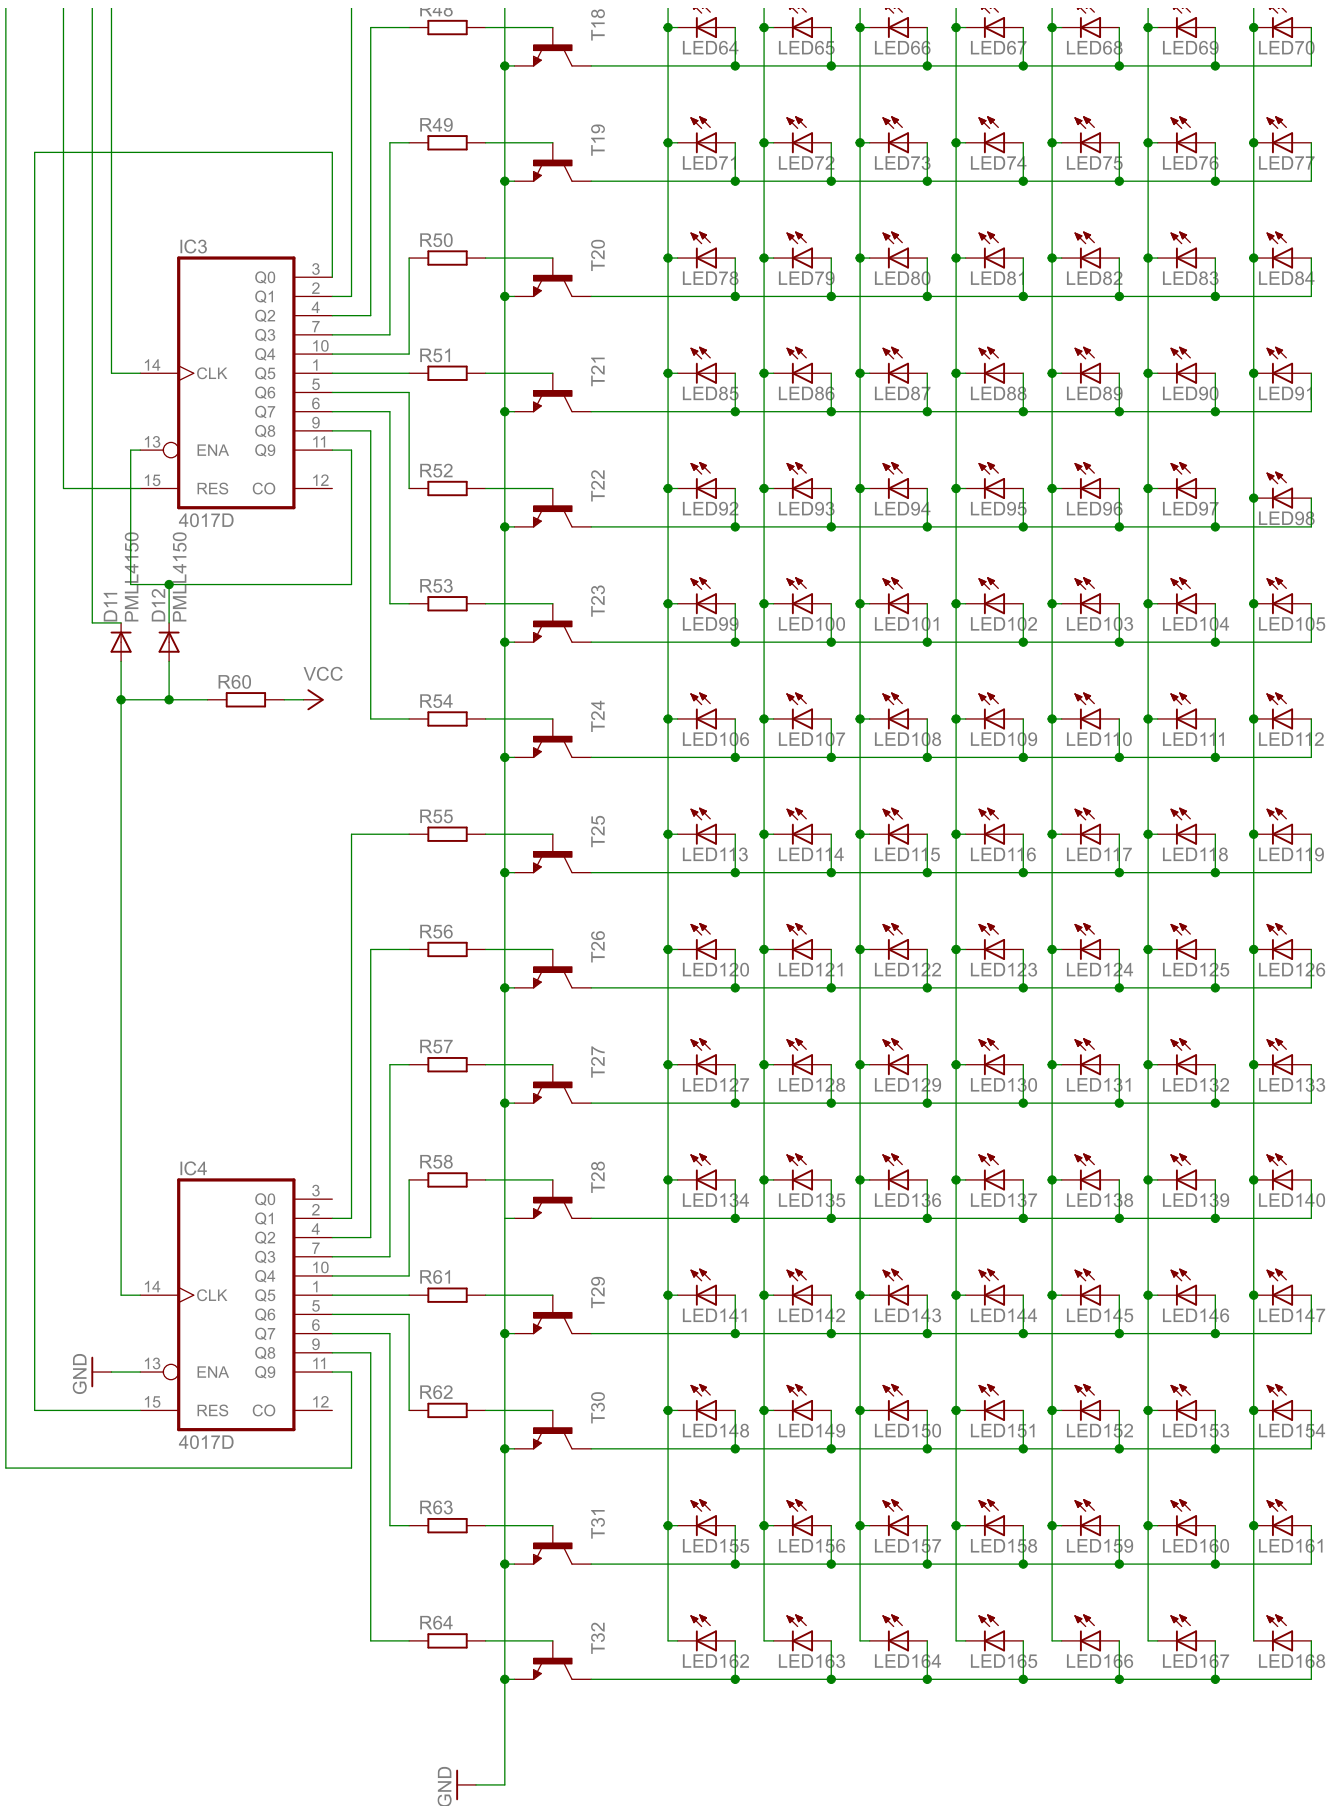 R48
T18
LED64 LED65 LED66 LED67 LED68 LED69 LED70
R49
T19
LED71 LED72 LED73 LED74 LED75 LED76 LED77
IC3
R50
T20
LED78 LED79 LED80 LED81 LED82 LED83 LED84
Q0 3
Q1 2
Q2 4
Q3 7
Q4 10
14 CLK Q5 1
Q6 5
Q7 6
Q8 9
13 ENA Q9 11
15 RES CO 12
4017D
R51
T21
LED85 LED86 LED87 LED88 LED89 LED90 LED91
R52
T22
LED92 LED93 LED94 LED95 LED96 LED97 LED98
D11
PMLL4150
D12
PMLL4150
R53
T23
LED99 LED100 LED101 LED102 LED103 LED104 LED105
R60
VCC
R54
T24
LED106 LED107 LED108 LED109 LED110 LED111 LED112
R55
T25
LED113 LED114 LED115 LED116 LED117 LED118 LED119
R56
T26
LED120 LED121 LED122 LED123 LED124 LED125 LED126
R57
T27
LED127 LED128 LED129 LED130 LED131 LED132 LED133
IC4
R58
T28
LED134 LED135 LED136 LED137 LED138 LED139 LED140
Q0 3
Q1 2
Q2 4
Q3 7
Q4 10
14 CLK Q5 1
Q6 5
Q7 6
Q8 9
GND 13 ENA Q9 11
15 RES CO 12
4017D
R61
T29
LED141 LED142 LED143 LED144 LED145 LED146 LED147
R62
T30
LED148 LED149 LED150 LED151 LED152 LED153 LED154
R63
T31
LED155 LED156 LED157 LED158 LED159 LED160 LED161
R64
T32
LED162 LED163 LED164 LED165 LED166 LED167 LED168
GND